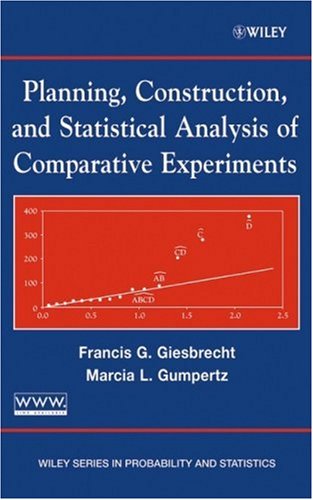 WILEY
Planning, Construction,
and Statistical Analysis of
Comparative Experiments
400
300
200
100
0
0.0 0.5 1.0 1.5 2.0 2.5
D
C
CD
AB
ABCD
Francis G. Giesbrecht
Marcia L. Gumpertz
WWW.
WILEY SERIES IN PROBABILITY AND STATISTICS